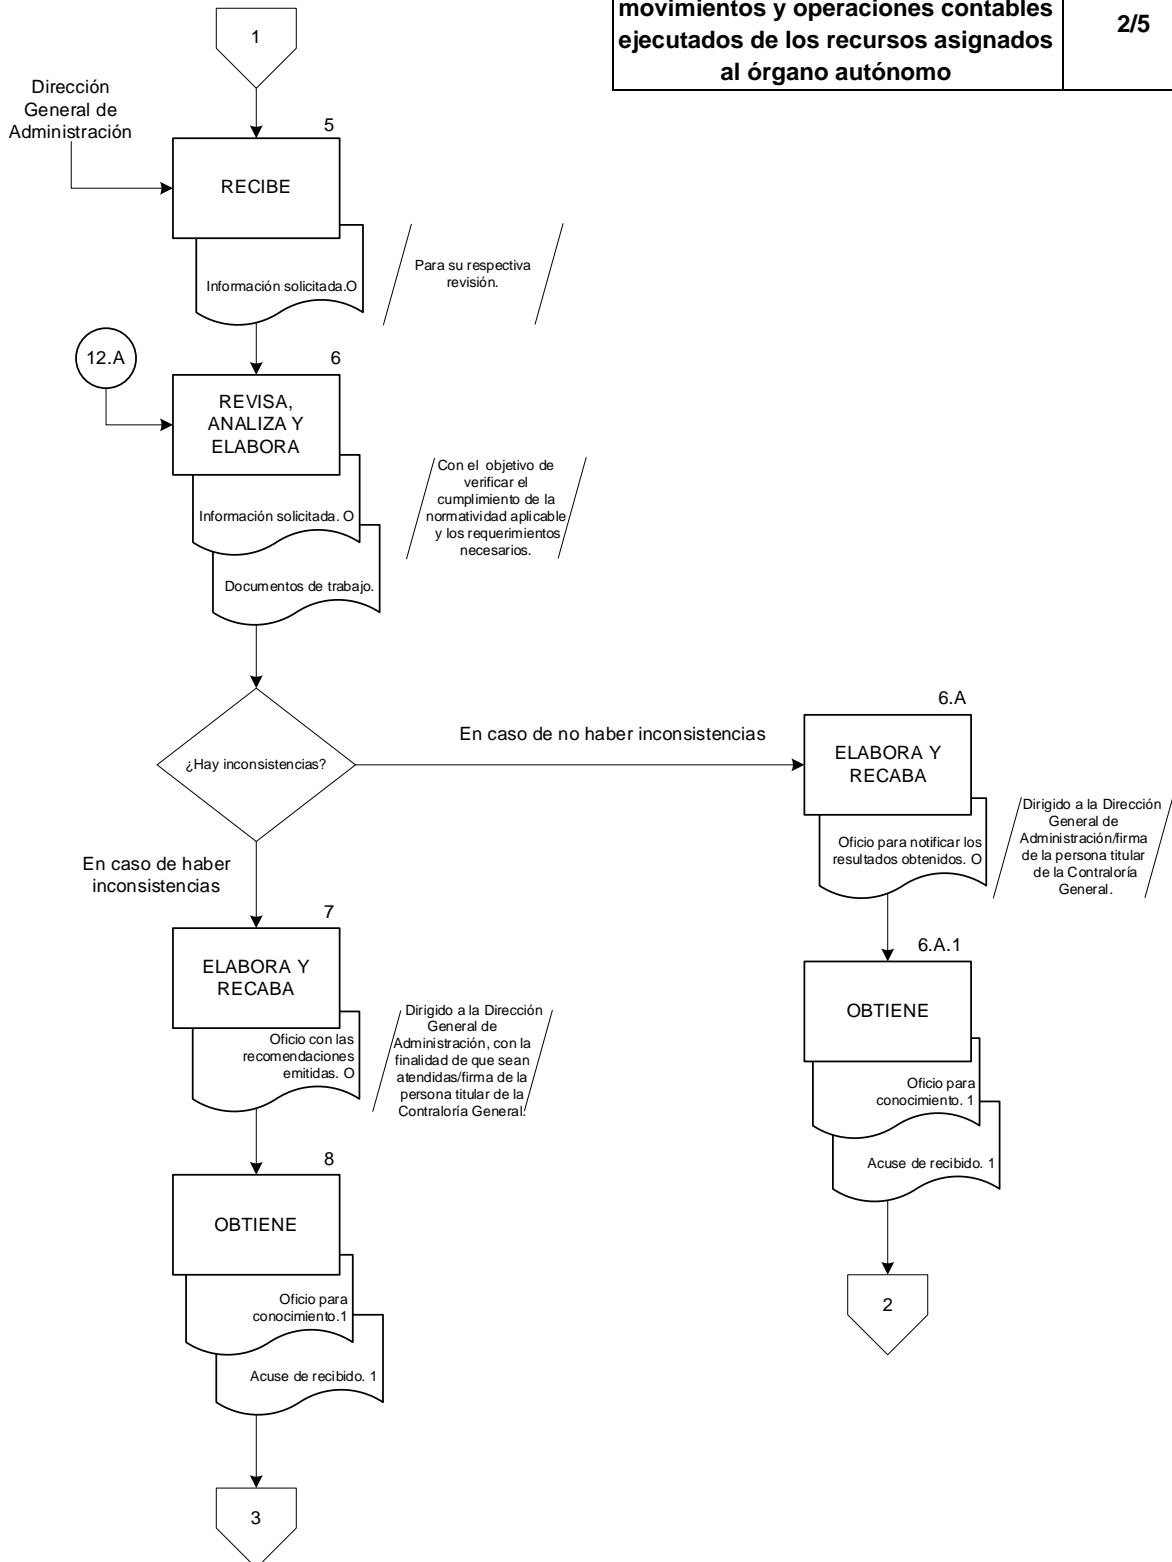 movimientos y operaciones contables
ejecutados de los recursos asignados
al órgano autónomo
2/5
1
Dirección
General de
Administración
5
RECIBE
Información solicitada.O
Para su respectiva
revisión.
12.A
6
REVISA,
ANALIZA Y
ELABORA
Información solicitada. O
Documentos de trabajo.
Con el objetivo de
verificar el
cumplimiento de la
normatividad aplicable
y los requerimientos
necesarios.
¿Hay inconsistencias?
En caso de no haber inconsistencias
6.A
ELABORA Y
RECABA
Oficio para notificar los
resultados obtenidos. O
Dirigido a la Dirección
General de
Administración/firma
de la persona titular
de la Contraloría
General.
En caso de haber
inconsistencias
7
ELABORA Y
RECABA
Oficio con las
recomendaciones
emitidas. O
Dirigido a la Dirección
General de
Administración, con la
finalidad de que sean
atendidas/firma de la
persona titular de la
Contraloría General.
6.A.1
OBTIENE
Oficio para
conocimiento. 1
Acuse de recibido. 1
2
8
OBTIENE
Oficio para
conocimiento.1
Acuse de recibido. 1
3